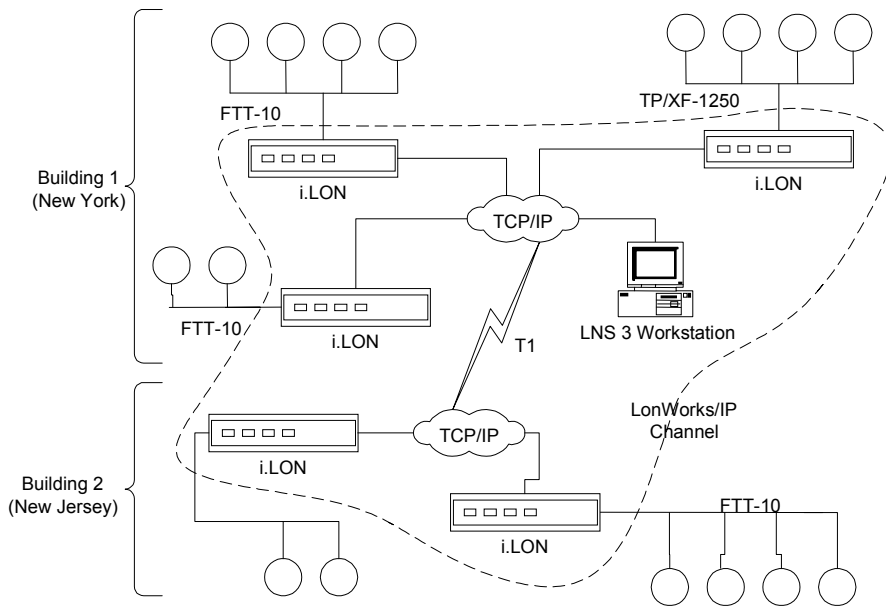 FTT-10
TP/XF-1250
i.LON
i.LON
Building 1
(New York)
TCP/IP
FTT-10
i.LON
LNS 3 Workstation
T1
LonWorks/IP
Channel
TCP/IP
i.LON
Building 2
(New Jersey)
FTT-10
i.LON